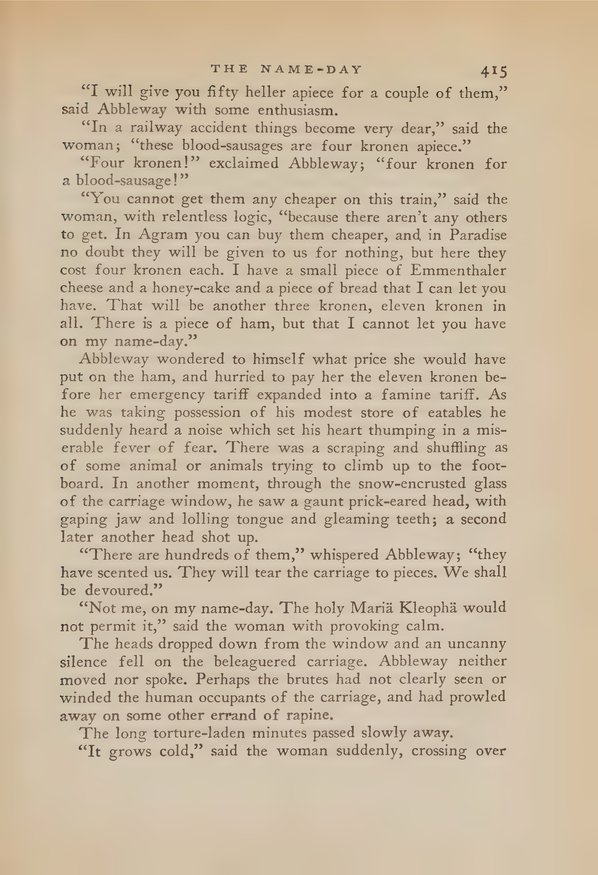 THE NAME-DAY 415
“I will give you fifty heller apiece for a couple of them,”
said Abbleway with some enthusiasm.
“In a railway accident things become very dear,” said the
woman; “these blood-sausages are four kronen apiece.”
“Four kronen!” exclaimed Abbleway; “four kronen for
a blood-sausage!”
“You cannot get them any cheaper on this train,” said the
woman, with relentless logic, “because there aren’t any others
to get. In Agram you can buy them cheaper, and in Paradise
no doubt they will be given to us for nothing, but here they
cost four kronen each. I have a small piece of Emmenthaler
cheese and a honey-cake and a piece of bread that I can let you
have. That will be another three kronen, eleven kronen in
all. There is a piece of ham, but that I cannot let you have
on my name-day.”
Abbleway wondered to himself what price she would have
put on the ham, and hurried to pay her the eleven kronen be-
fore her emergency tariff expanded into a famine tariff. As
he was taking possession of his modest store of eatables he
suddenly heard a noise which set his heart thumping in a mis-
erable fever of fear. There was a scraping and shuffling as
of some animal or animals trying to climb up to the foot-
board. In another moment, through the snow-encrusted glass
of the carriage window, he saw a gaunt prick-eared head, with
gaping jaw and lolling tongue and gleaming teeth; a second
later another head shot up.
“There are hundreds of them,” whispered Abbleway; “they
have scented us. They will tear the carriage to pieces. We shall
be devoured.”
“Not me, on my name-day. The holy Mariä Kleophä would
not permit it,” said the woman with provoking calm.
The heads dropped down from the window and an uncanny
silence fell on the beleaguered carriage. Abbleway neither
moved nor spoke. Perhaps the brutes had not clearly seen or
winded the human occupants of the carriage, and had prowled
away on some other errand of rapine.
The long torture-laden minutes passed slowly away.
“It grows cold,” said the woman suddenly, crossing over